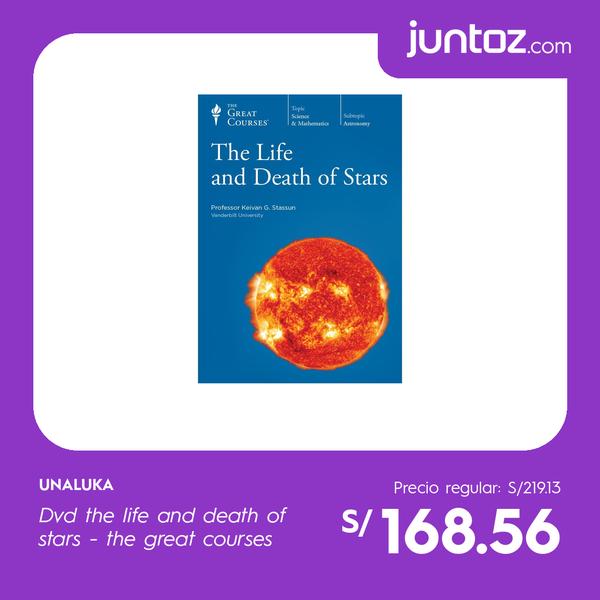 juntoz.com
THE
GREAT
COURSES®
Topic
Science
& Mathematics
Subtopic
Astronomy
The Life
and Death of Stars
Professor Keivan G. Stassun
Vanderbilt University
UNALUKA
Dvd the life and death of
stars - the great courses
Precio regular: S/219.13
S/168.56